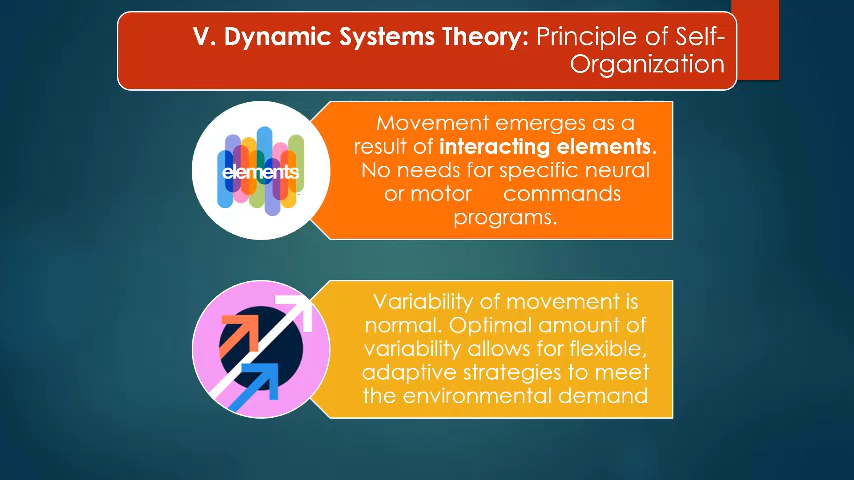 V. Dynamic Systems Theory: Principle of Self-
Organization
elements
Movement emerges as a
result of interacting elements.
No needs for specific neural
or motor commands
programs.
Variability of movement is
normal. Optimal amount of
variability allows for flexible,
adaptive strategies to meet
the environmental demand